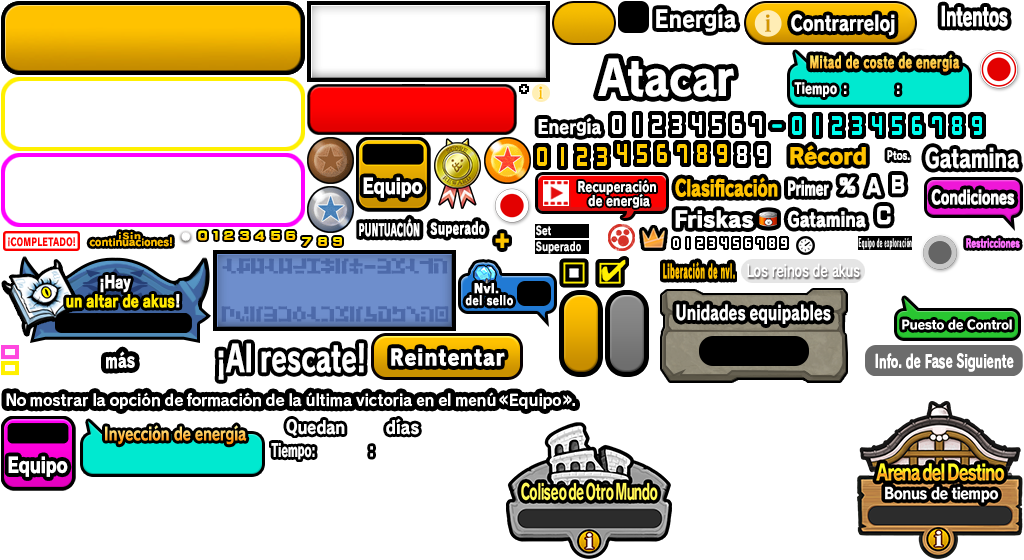 Energía
Contrarreloj
Intentos
Atacar
Mitad de coste de energía
Tiempo :        :
Energía 01234567-0123456789
012345678989
Récord
Ptos.
Gatamina
Equipo
Recuperación
de energía
Clasificación
Primer % A B
Condiciones
Friskas
Gatamina C
PUNTUACIÓN
Superado
¡COMPLETADO!
¡Sin
continuaciones!
0123456
789
Set
Superado
0123456789
Equipo de exploración
Restricciones
¡Hay
un altar de akus!
Nvl.
del sello
Liberación de nvl.
Los reinos de akus
Unidades equipables
Puesto de Control
más
¡Al rescate!
Reintentar
Info. de Fase Siguiente
No mostrar la opción de formación de la última victoria en el menú «Equipo».
Equipo
Inyección de energía
Quedan        días
Tiempo:        :
Coliseo de Otro Mundo
Arena del Destino
Bonus de tiempo